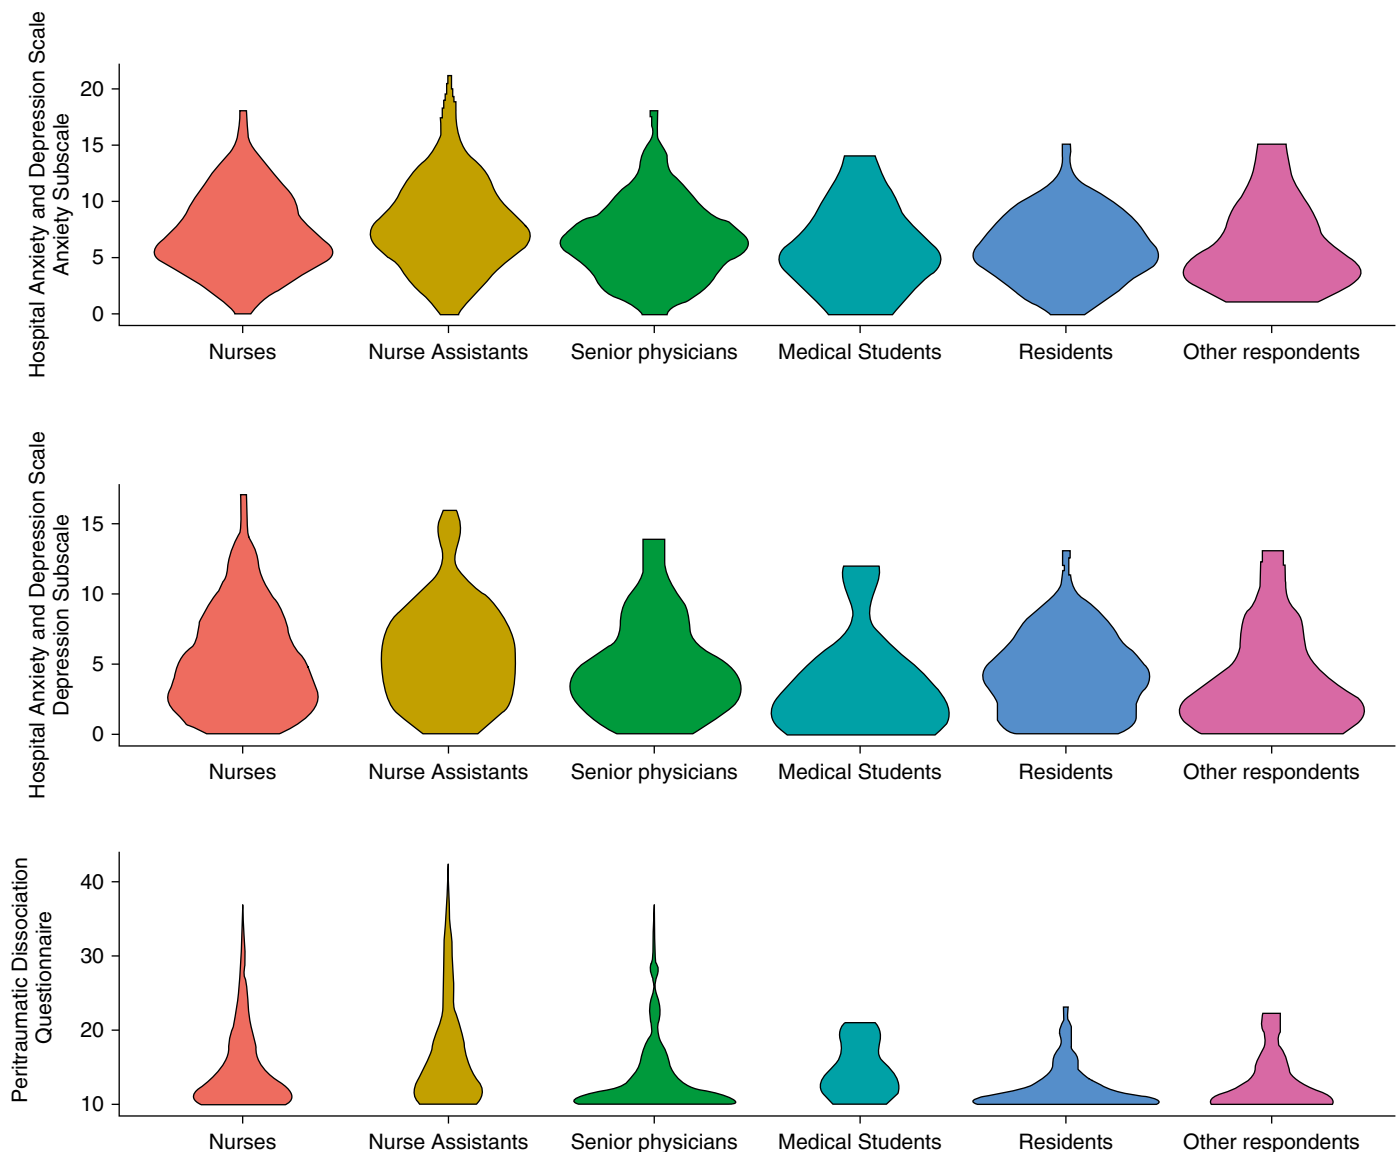 Hospital Anxiety and Depression Scale
Anxiety Subscale
20
15
10
5
0
Nurses
Nurse Assistants
Senior physicians
Medical Students
Residents
Other respondents
Hospital Anxiety and Depression Scale
Depression Subscale
15
10
5
0
Nurses
Nurse Assistants
Senior physicians
Medical Students
Residents
Other respondents
Peritraumatic Dissociation
Questionnaire
40
30
20
10
Nurses
Nurse Assistants
Senior physicians
Medical Students
Residents
Other respondents